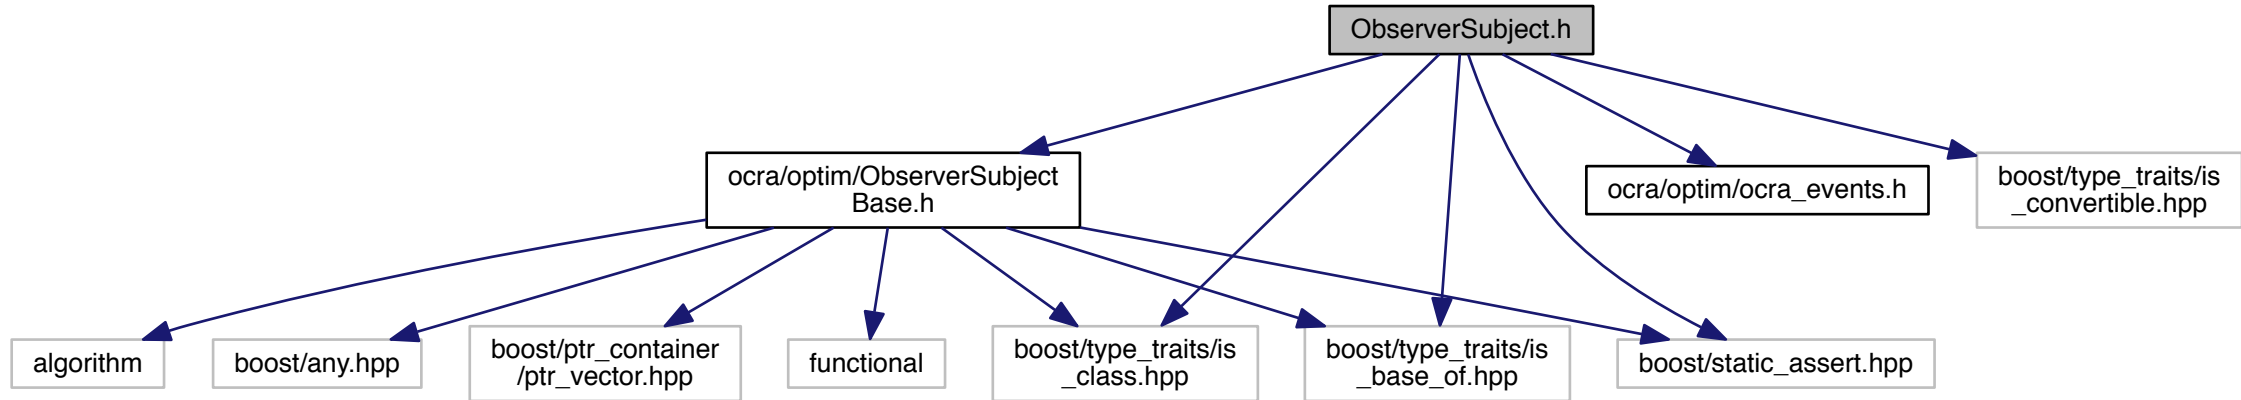 ObserverSubject.h
ocra/optim/ObserverSubject
Base.h
ocra/optim/ocra_events.h
boost/type_traits/is
_convertible.hpp
algorithm
boost/any.hpp
boost/ptr_container
/ptr_vector.hpp
functional
boost/type_traits/is
_class.hpp
boost/type_traits/is
_base_of.hpp
boost/static_assert.hpp